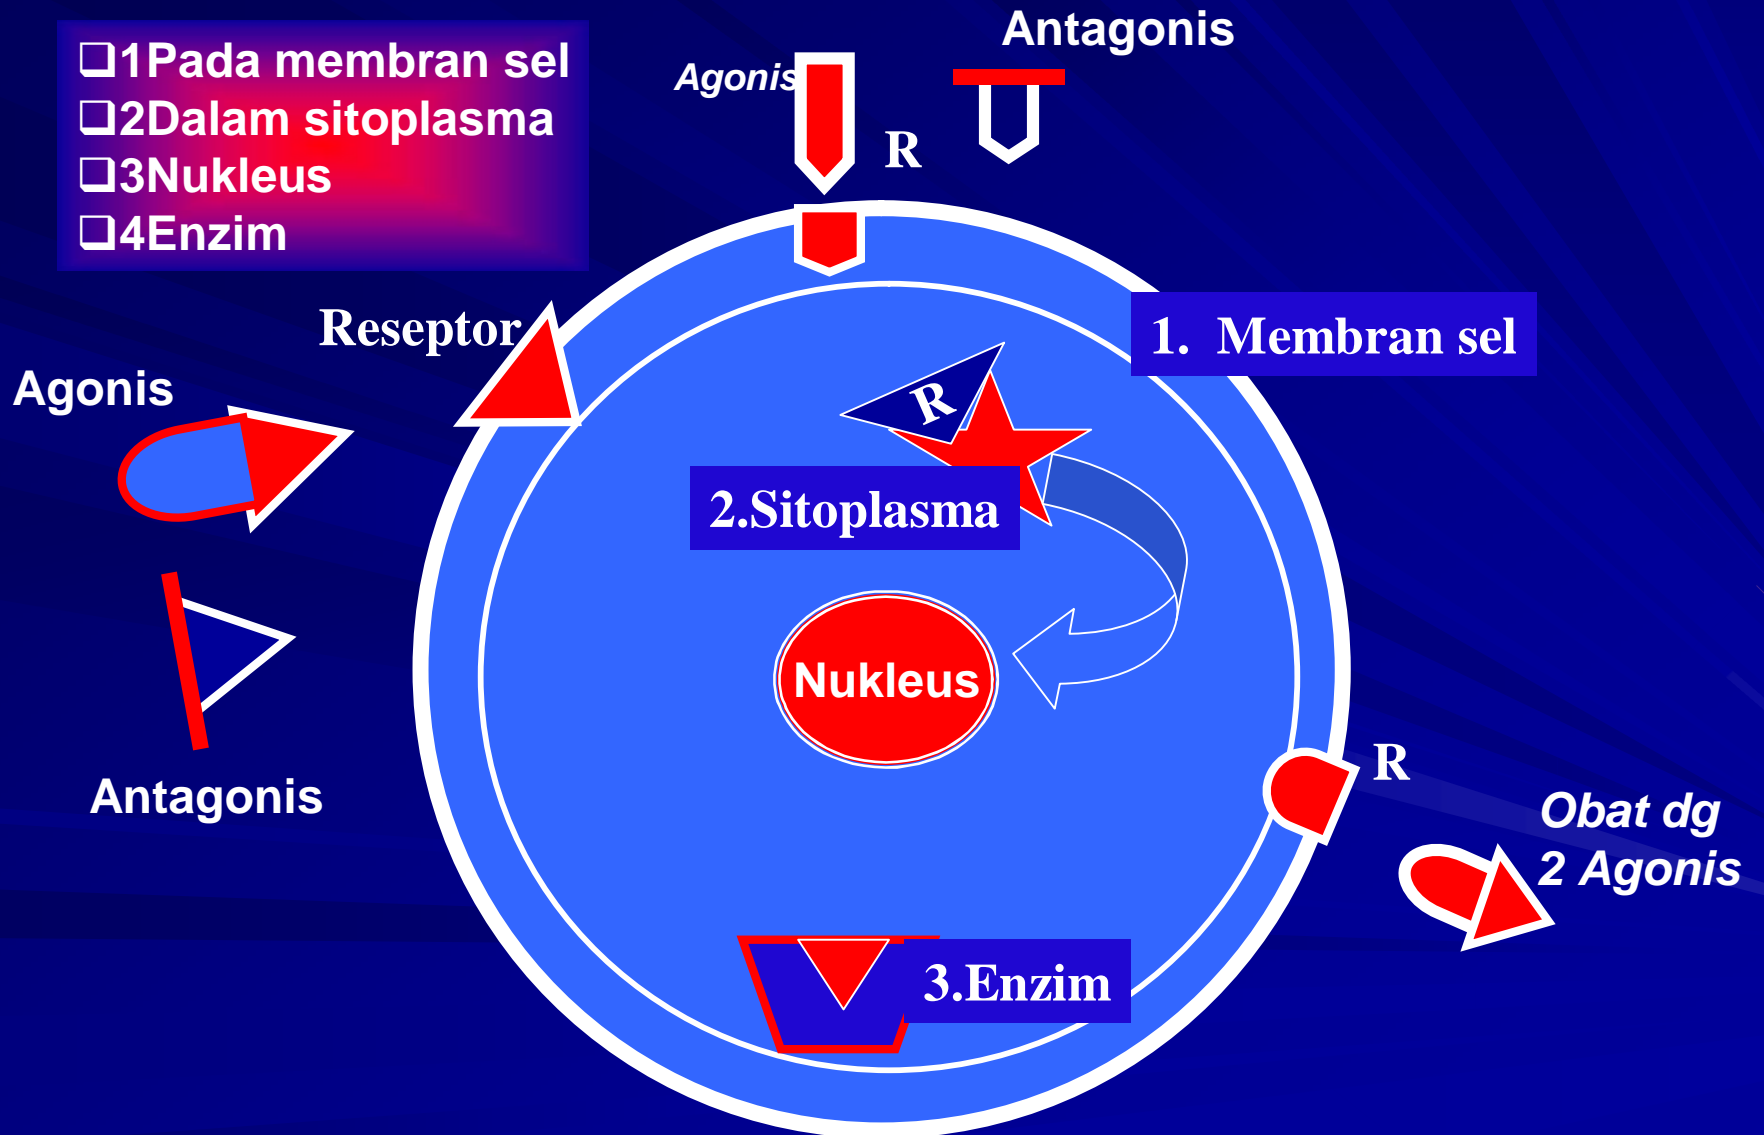 ❑1Pada membran sel
❑2Dalam sitoplasma
❑3Nukleus
❑4Enzim
Antagonis
Agonis
R
Reseptor
1. Membran sel
Agonis
R
2.Sitoplasma
Nukleus
Antagonis
R
Obat dg
2 Agonis
3.Enzim